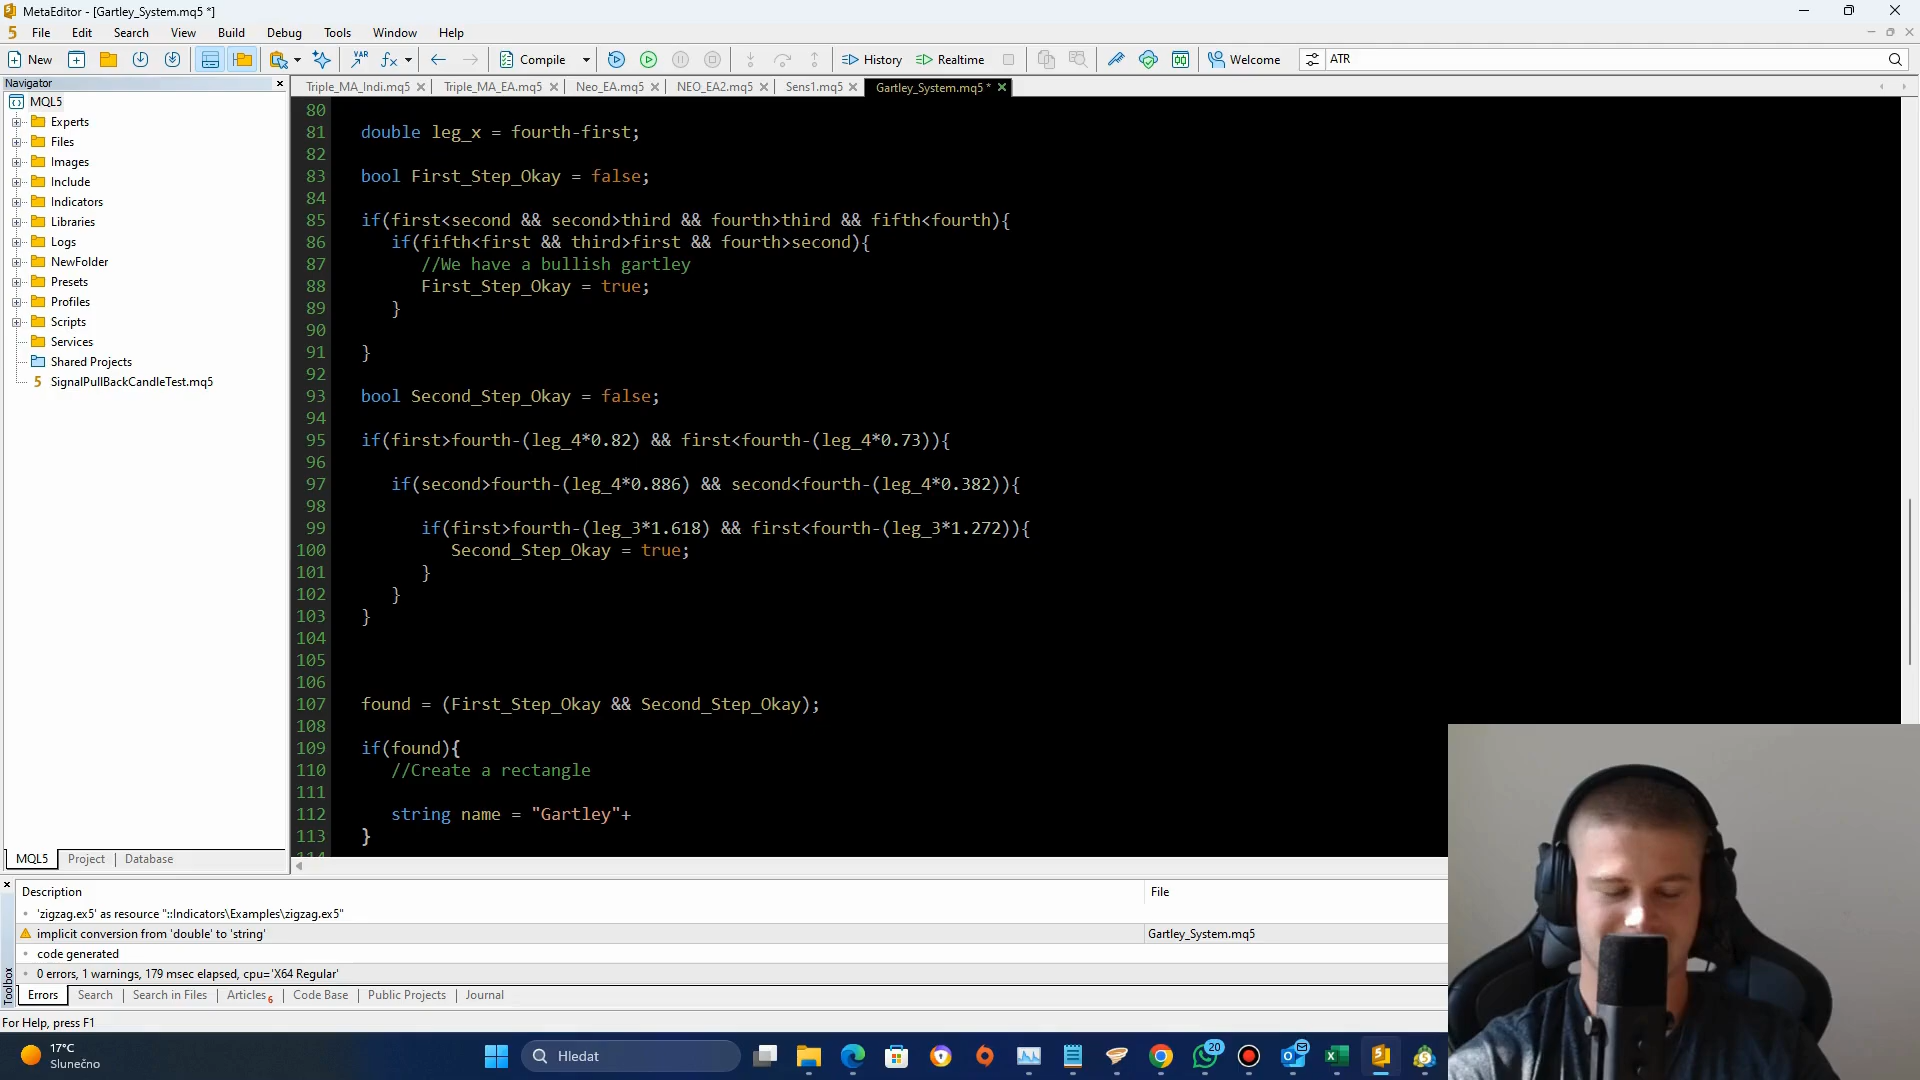 MetaEditor - [Gartley_System.mq5 *]
File Edit Search View Build Debug Tools Window Help
New VAR Compile History Realtime Welcome ATR
Navigator
Triple_MA_Indi.mq5 Triple_MA_EA.mq5 Neo_EA.mq5 NEO_EA2.mq5 Sens1.mq5 Gartley_System.mq5 *
MQL5
Experts
Files
Images
Include
Indicators
Libraries
Logs
NewFolder
Presets
Profiles
Scripts
Services
Shared Projects
SignalPullBackCandleTest.mq5
MQL5 Project Database
80
81 double leg_x = fourth-first;
82
83 bool First_Step_Okay = false;
84
85 if(first<second && second>third && fourth>third && fifth<fourth){
86 if(fifth<first && third>first && fourth>second){
87 //We have a bullish gartley
88 First_Step_Okay = true;
89 }
90
91 }
92
93 bool Second_Step_Okay = false;
94
95 if(first>fourth-(leg_4*0.82) && first<fourth-(leg_4*0.73)){
96
97 if(second>fourth-(leg_4*0.886) && second<fourth-(leg_4*0.382)){
98
99 if(first>fourth-(leg_3*1.618) && first<fourth-(leg_3*1.272)){
100 Second_Step_Okay = true;
101 }
102 }
103 }
104
105
106
107 found = (First_Step_Okay && Second_Step_Okay);
108
109 if(found){
110 //Create a rectangle
111
112 string name = "Gartley"+
113 }
Description File
'zigzag.ex5' as resource "::Indicators\Examples\zigzag.ex5"
implicit conversion from 'double' to 'string' Gartley_System.mq5
code generated
0 errors, 1 warnings, 179 msec elapsed, cpu='X64 Regular'
Toolbox
Errors Search Search in Files Articles 6 Code Base Public Projects Journal
For Help, press F1
17°C
Slunečno
Hledat
20